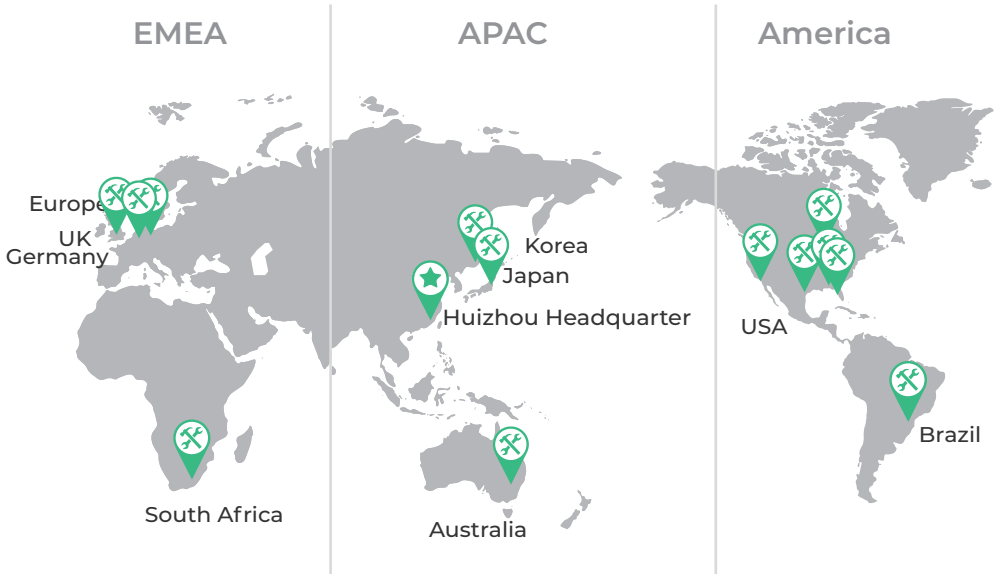 EMEA
APAC
America
Europe
UK
Germany
Korea
Japan
Huizhou Headquarter
USA
Brazil
South Africa
Australia